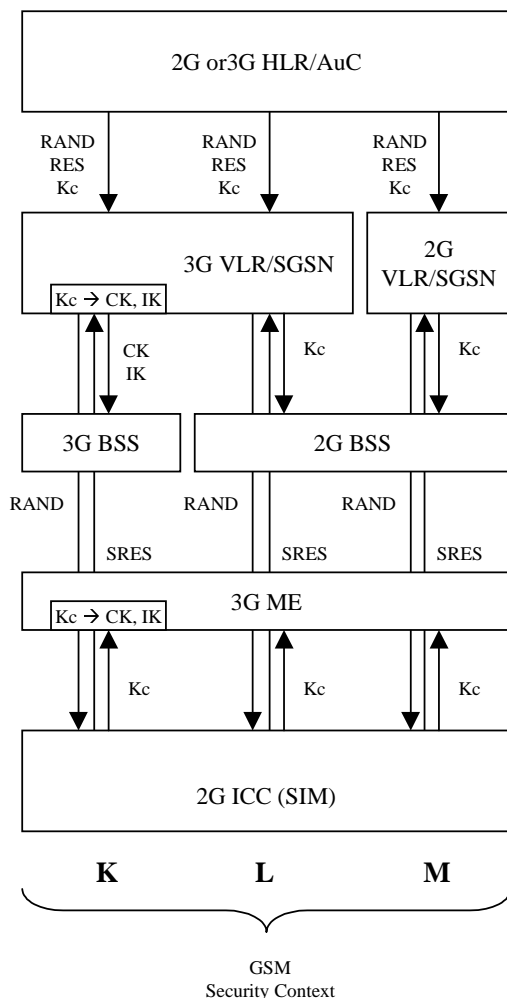 2G or3G HLR/AuC
RAND
RES
Kc
RAND
RES
Kc
RAND
RES
Kc
3G VLR/SGSN
2G
VLR/SGSN
Kc → CK, IK
CK
IK
Kc
Kc
3G BSS
2G BSS
RAND
RAND
RAND
SRES
SRES
SRES
3G ME
Kc → CK, IK
Kc
Kc
Kc
2G ICC (SIM)
K
L
M
GSM
Security Context